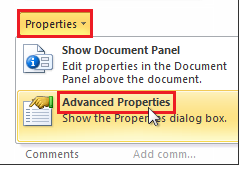 Properties
Show Document Panel
Edit properties in the Document
Panel above the document.
Advanced Properties
Show the Properties dialog box.
Comments Add comm...